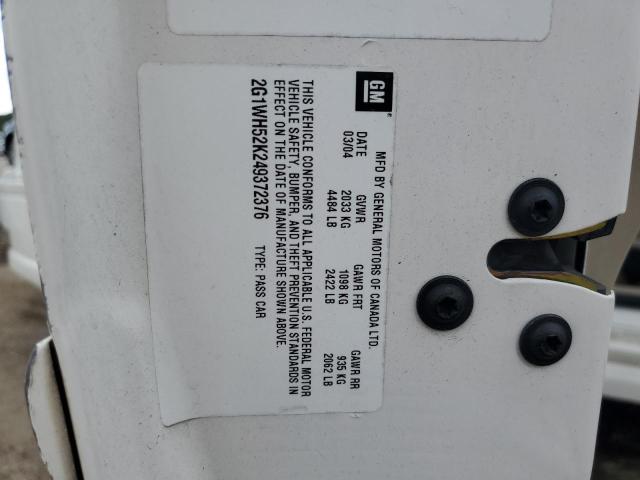 GM
®
MFD BY GENERAL MOTORS OF CANADA LTD.
DATE GVWR GAWR FRT GAWR RR
03/04 2033 KG 1098 KG 935 KG
4484 LB 2422 LB 2062 LB
THIS VEHICLE CONFORMS TO ALL APPLICABLE U.S. FEDERAL MOTOR
VEHICLE SAFETY, BUMPER, AND THEFT PREVENTION STANDARDS IN
EFFECT ON THE DATE OF MANUFACTURE SHOWN ABOVE.
2G1WH52K249372376 TYPE: PASS CAR